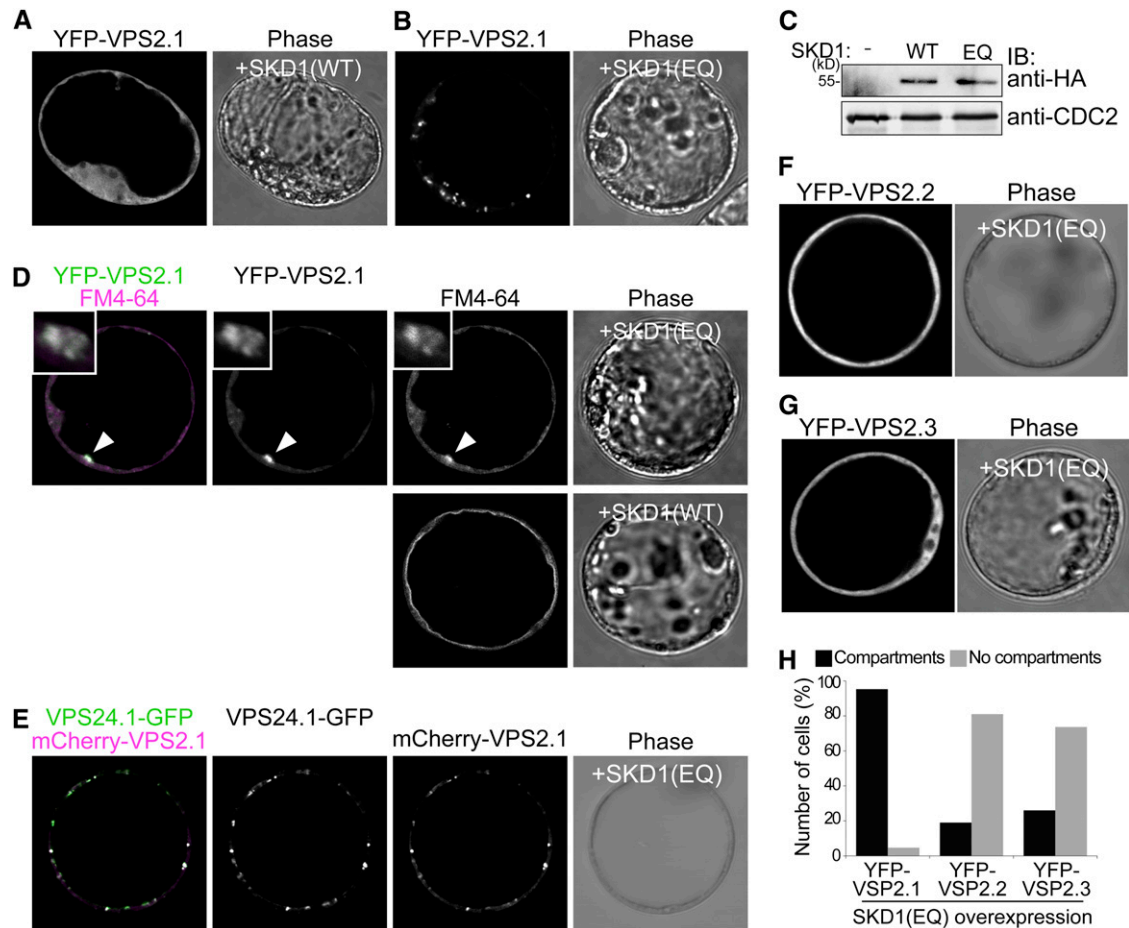 A
YFP-VPS2.1
Phase
+SKD1(WT)
B
YFP-VPS2.1
Phase
+SKD1(EQ)
C
SKD1: - WT EQ IB:
(kD)
55- anti-HA
anti-CDC2
D
YFP-VPS2.1
FM4-64
YFP-VPS2.1
FM4-64
Phase
+SKD1(EQ)
+SKD1(WT)
E
VPS24.1-GFP
mCherry-VPS2.1
VPS24.1-GFP
mCherry-VPS2.1
Phase
+SKD1(EQ)
F
YFP-VPS2.2
Phase
+SKD1(EQ)
G
YFP-VPS2.3
Phase
+SKD1(EQ)
H
Compartments No compartments
Number of cells (%)
100
80
60
40
20
0
YFP-
VSP2.1
YFP-
VSP2.2
YFP-
VSP2.3
SKD1(EQ) overexpression